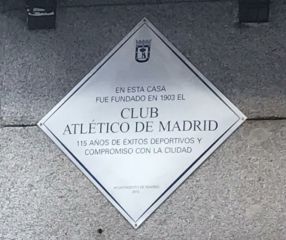 EN ESTA CASA
FUE FUNDADO EN 1903 EL
CLUB
ATLÉTICO DE MADRID
115 AÑOS DE ÉXITOS DEPORTIVOS Y
COMPROMISO CON LA CIUDAD
AYUNTAMIENTO DE MADRID